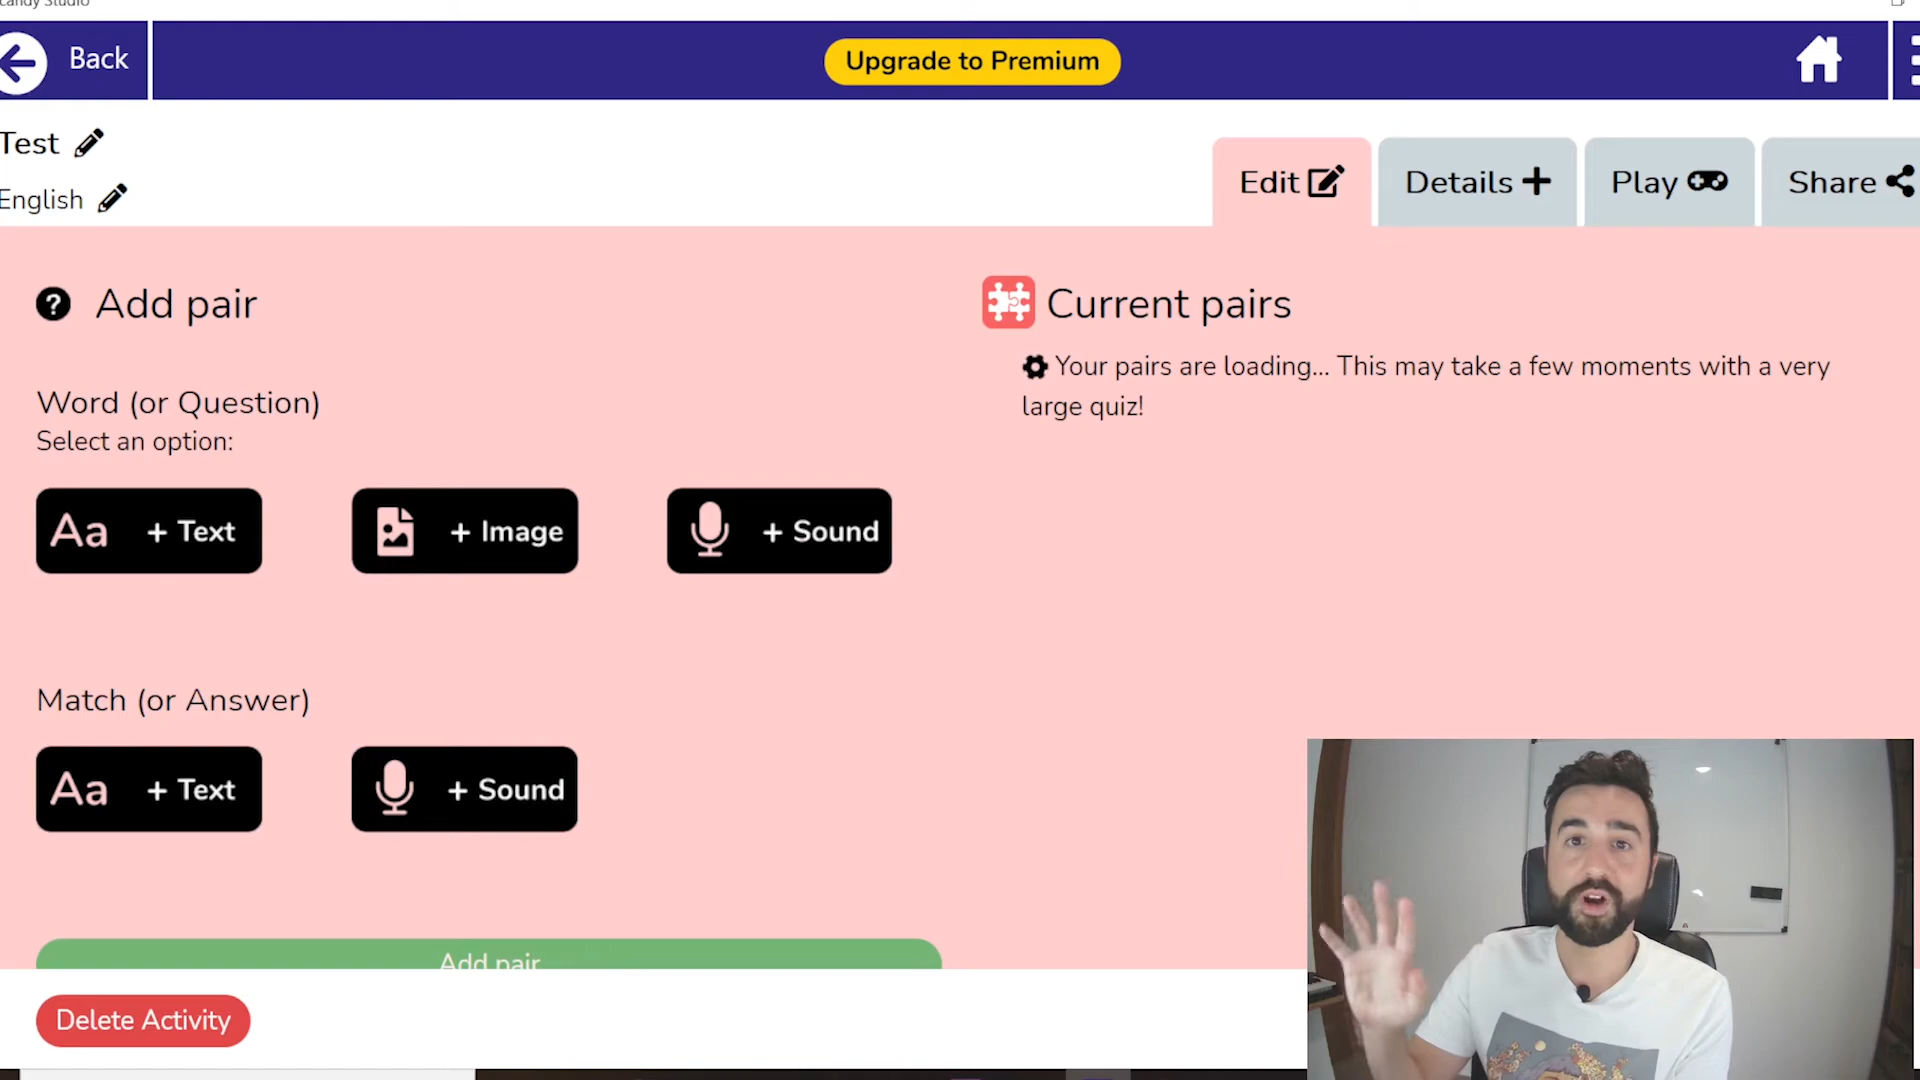 candy Studio
Back
Upgrade to Premium
Test
English
Edit
Details
Play
Share
? Add pair
Current pairs
Your pairs are loading... This may take a few moments with a very
large quiz!
Word (or Question)
Select an option:
Aa + Text
+ Image
+ Sound
Match (or Answer)
Aa + Text
+ Sound
Add pair
Delete Activity